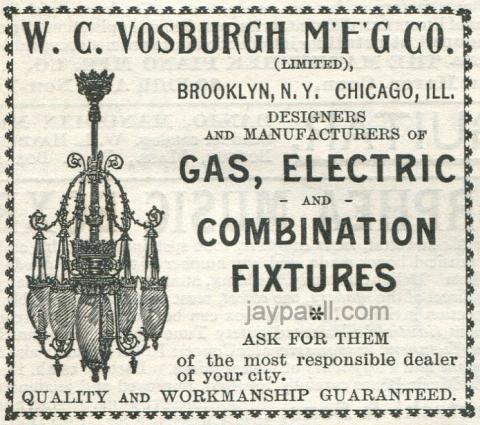 W. C. VOSBURGH M'F'G CO.
(LIMITED),
BROOKLYN, N. Y. CHICAGO, ILL.
DESIGNERS
AND MANUFACTURERS OF
GAS, ELECTRIC
- AND -
COMBINATION
FIXTURES
jaypaull.com
ASK FOR THEM
of the most responsible dealer
of your city.
QUALITY AND WORKMANSHIP GUARANTEED.